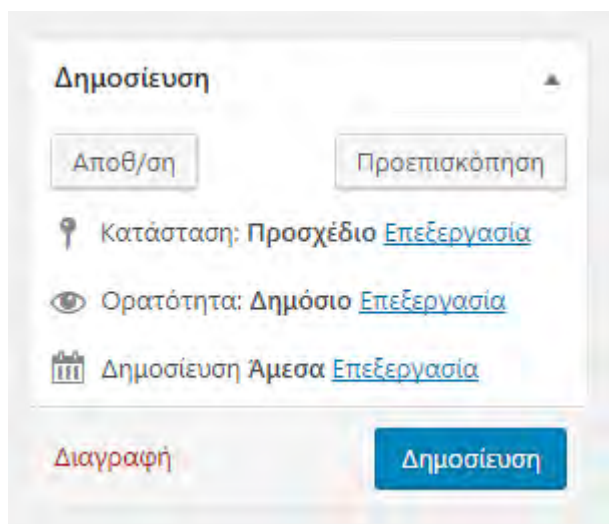 Δημοσίευση
Αποθ/ση Προεπισκόπηση
Κατάσταση: Προσχέδιο Επεξεργασία
Ορατότητα: Δημόσιο Επεξεργασία
Δημοσίευση Άμεσα Επεξεργασία
Διαγραφή Δημοσίευση